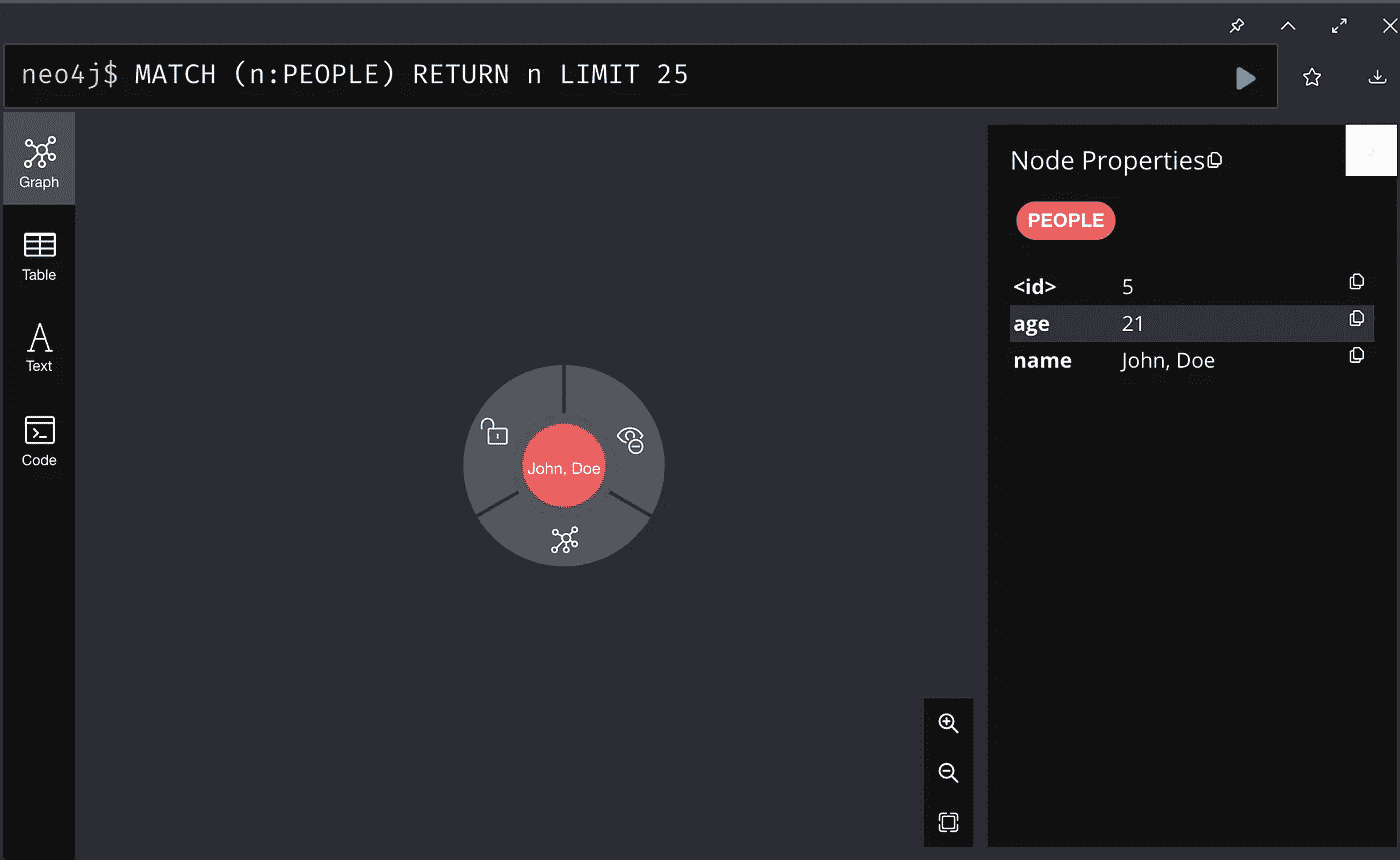 neo4j$ MATCH (n:PEOPLE) RETURN n LIMIT 25
Graph
Table
Text
Code
John, Doe
Node Properties
PEOPLE
<id> 5
age 21
name John, Doe